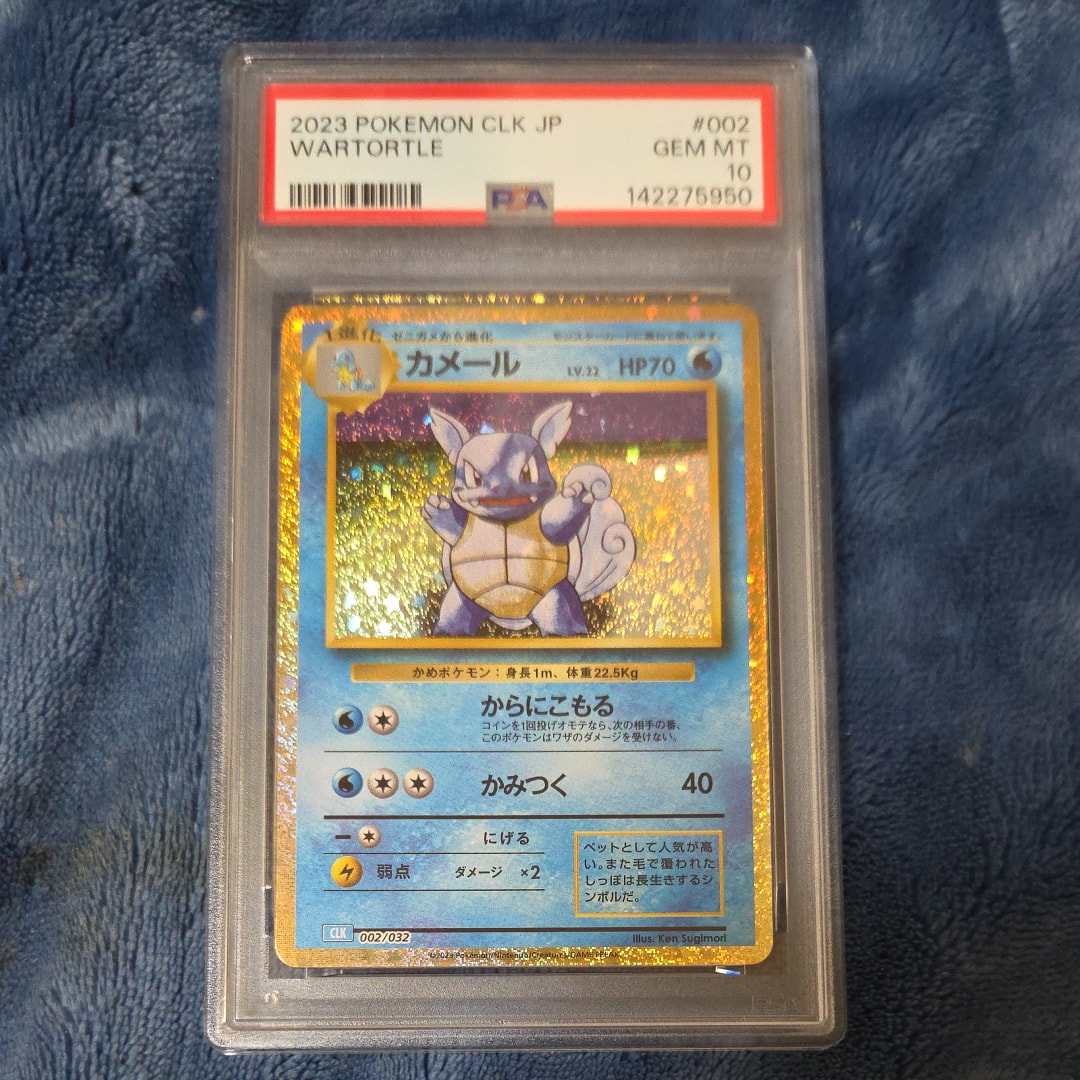 2023 POKEMON CLK JP #002
WARTORTLE GEM MT
10
PSA 142275950
1進化 ゼニガメから進化
カメール LV.22 HP70
かめポケモン：身長1m、体重22.5Kg
からにこもる
コインを1回投げオモテなら、次の相手の番、
このポケモンはワザのダメージを受けない。
かみつく 40
にげる
弱点 ダメージ ×2
ペットとして人気が高
い。また毛で覆われた
しっぽは長生きするシ
ンボルだ。
CLK 002/032
Illus. Ken Sugimori
©2023 Pokémon/Nintendo/Creatures/GAME FREAK